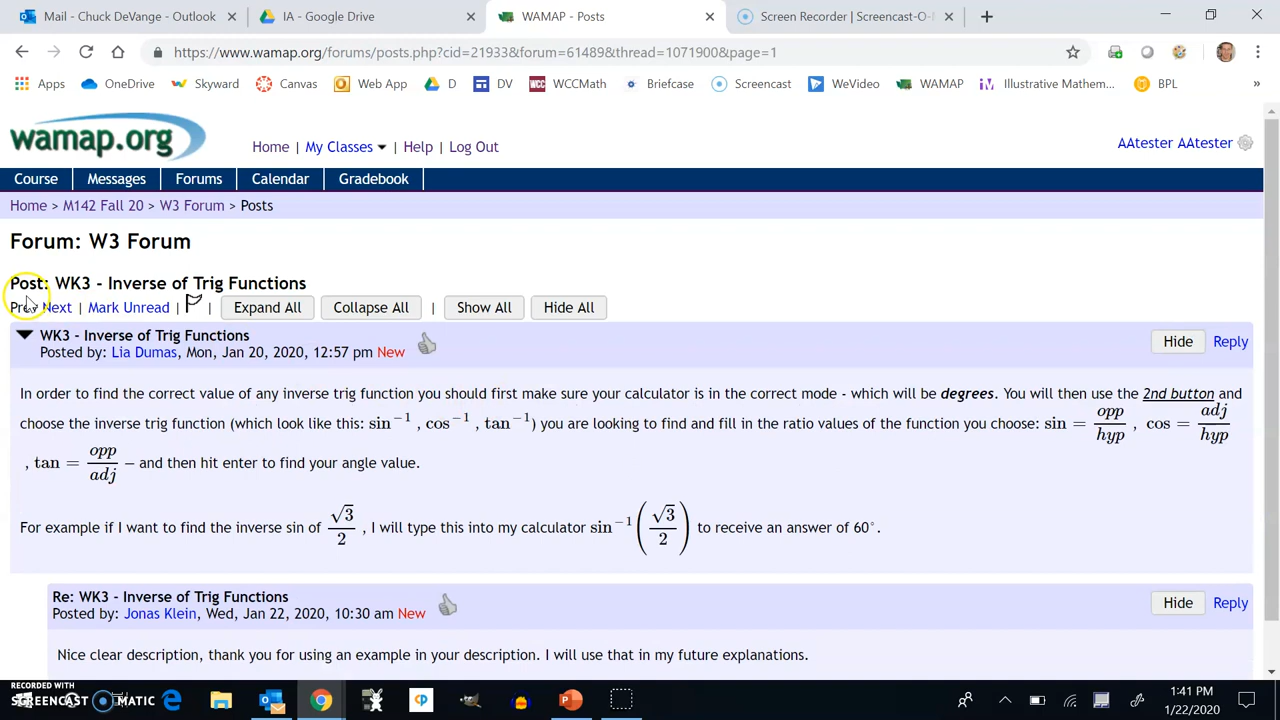 Mail - Chuck DeVange - Outlook
IA - Google Drive
WAMAP - Posts
Screen Recorder | Screencast-O-
https://www.wamap.org/forums/posts.php?cid=21933&forum=61489&thread=1071900&page=1
Apps OneDrive Skyward Canvas Web App D DV WCC WCCMath Briefcase Screencast WeVideo WAMAP Illustrative Mathem... BPL »
wamap.org
Home | My Classes | Help | Log Out
AAtester AAtester
Course Messages Forums Calendar Gradebook
Home > M142 Fall 20 > W3 Forum > Posts
Forum: W3 Forum
Post: WK3 - Inverse of Trig Functions
Prev Next | Mark Unread | | Expand All Collapse All | Show All Hide All
WK3 - Inverse of Trig Functions
Posted by: Lia Dumas, Mon, Jan 20, 2020, 12:57 pm New
Hide Reply
In order to find the correct value of any inverse trig function you should first make sure your calculator is in the correct mode - which will be degrees. You will then use the 2nd button and
choose the inverse trig function (which look like this: sin⁻¹ , cos⁻¹ , tan⁻¹) you are looking to find and fill in the ratio values of the function you choose: sin = opp/hyp , cos = adj/hyp
, tan = opp/adj — and then hit enter to find your angle value.
For example if I want to find the inverse sin of √3/2 , I will type this into my calculator sin⁻¹(√3/2) to receive an answer of 60°.
Re: WK3 - Inverse of Trig Functions
Posted by: Jonas Klein, Wed, Jan 22, 2020, 10:30 am New
Hide Reply
Nice clear description, thank you for using an example in your description. I will use that in my future explanations.
RECORDED WITH
SCREENCAST MATIC
1:41 PM
1/22/2020